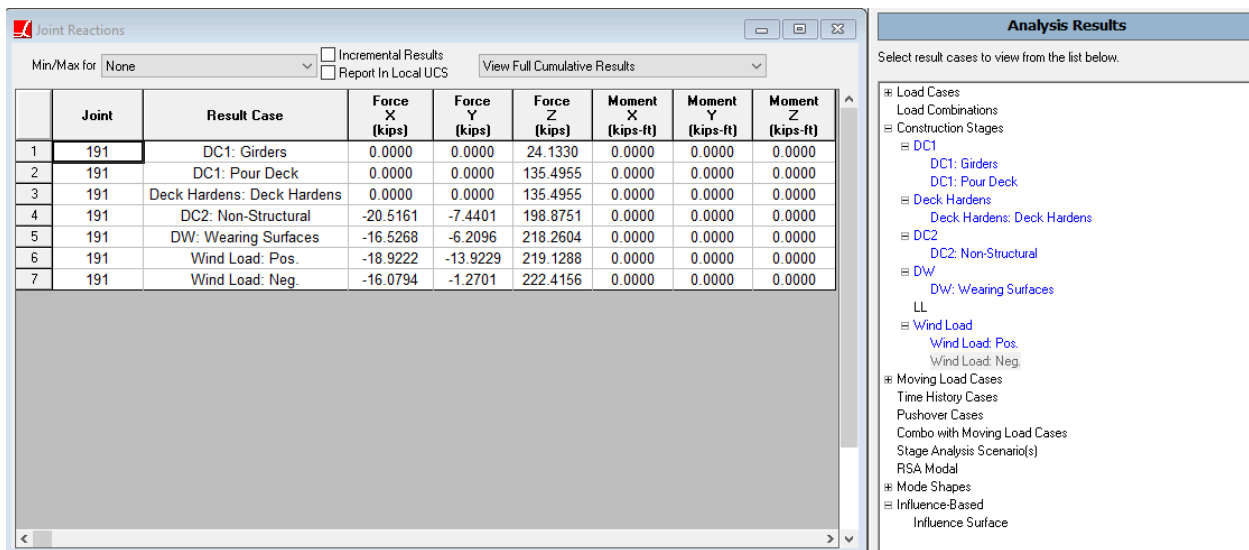 Joint Reactions
Min/Max for None
Incremental Results
Report In Local UCS
View Full Cumulative Results
Joint Result Case Force X (kips) Force Y (kips) Force Z (kips) Moment X (kips-ft) Moment Y (kips-ft) Moment Z (kips-ft)
1 191 DC1: Girders 0.0000 0.0000 24.1330 0.0000 0.0000 0.0000
2 191 DC1: Pour Deck 0.0000 0.0000 135.4955 0.0000 0.0000 0.0000
3 191 Deck Hardens: Deck Hardens 0.0000 0.0000 135.4955 0.0000 0.0000 0.0000
4 191 DC2: Non-Structural -20.5161 -7.4401 198.8751 0.0000 0.0000 0.0000
5 191 DW: Wearing Surfaces -16.5268 -6.2096 218.2604 0.0000 0.0000 0.0000
6 191 Wind Load: Pos. -18.9222 -13.9229 219.1288 0.0000 0.0000 0.0000
7 191 Wind Load: Neg. -16.0794 -1.2701 222.4156 0.0000 0.0000 0.0000
Analysis Results
Select result cases to view from the list below.
Load Cases
Load Combinations
Construction Stages
DC1
DC1: Girders
DC1: Pour Deck
Deck Hardens
Deck Hardens: Deck Hardens
DC2
DC2: Non-Structural
DW
DW: Wearing Surfaces
LL
Wind Load
Wind Load: Pos.
Wind Load: Neg.
Moving Load Cases
Time History Cases
Pushover Cases
Combo with Moving Load Cases
Stage Analysis Scenario(s)
RSA Modal
Mode Shapes
Influence-Based
Influence Surface